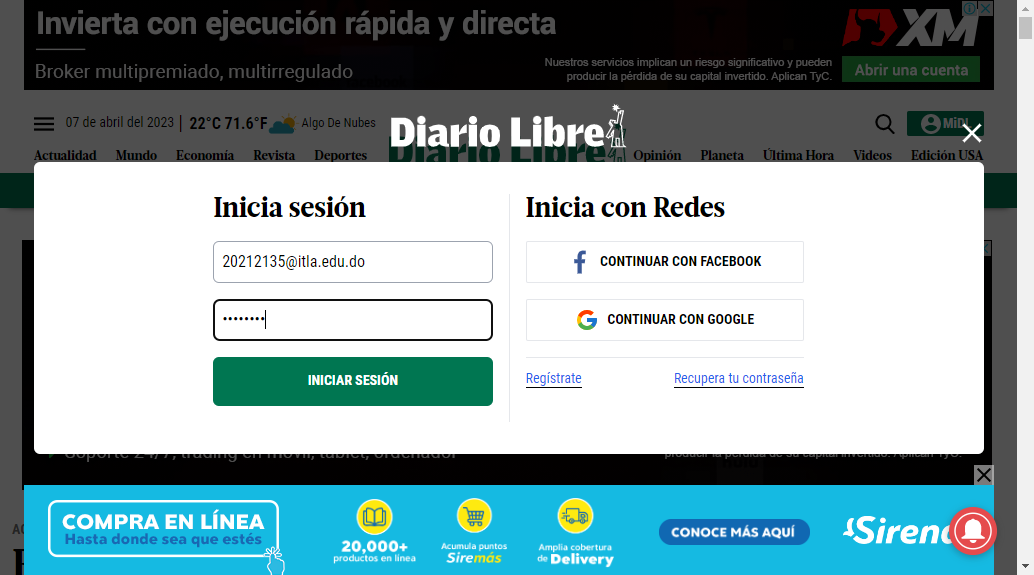 Invierta con ejecución rápida y directa
Broker multipremiado, multirregulado
Nuestros servicios implican un riesgo significativo y pueden
producir la pérdida de su capital invertido. Aplican TyC.
XM
Abrir una cuenta
07 de abril del 2023 | 22°C 71.6°F Algo De Nubes
Diario Libre
MiDL
Actualidad Mundo Economía Revista Deportes Diario Libre Opinión Planeta Última Hora Videos Edición USA
Inicia sesión
20212135@itla.edu.do
••••••••
INICIAR SESIÓN
Inicia con Redes
CONTINUAR CON FACEBOOK
CONTINUAR CON GOOGLE
Regístrate
Recupera tu contraseña
Soporte 24/7, trading en móvil, tablet, ordenador
producir la pérdida de su capital invertido. Aplican TyC.
COMPRA EN LÍNEA
Hasta donde sea que estés
20,000+
productos en línea
Acumula puntos
Siremás
Amplia cobertura
de Delivery
CONOCE MÁS AQUÍ
Siren